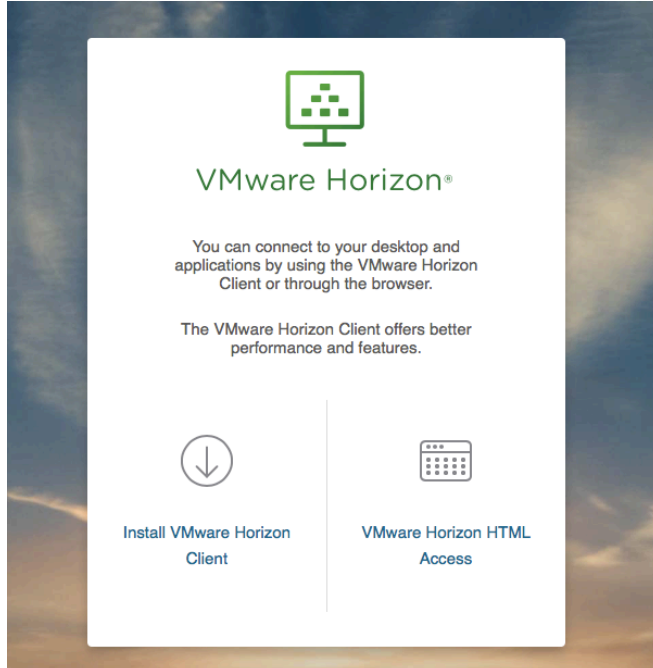 VMware Horizon®
You can connect to your desktop and
applications by using the VMware Horizon
Client or through the browser.
The VMware Horizon Client offers better
performance and features.
Install VMware Horizon
Client
VMware Horizon HTML
Access